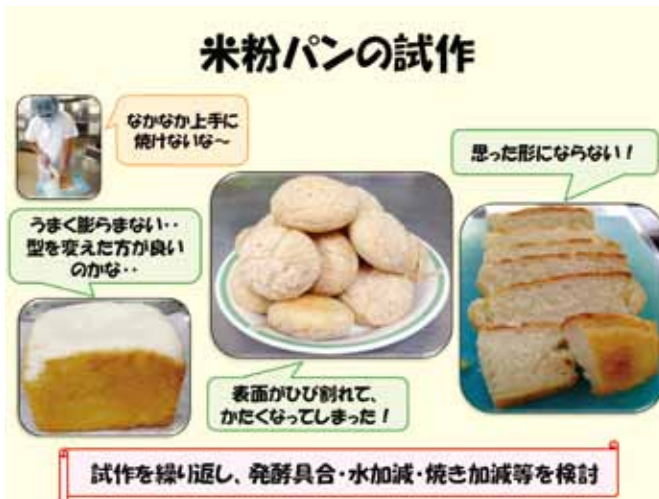 米粉パンの試作
なかなか上手に
焼けないな～
思った形にならない！
うまく膨らまない‥
型を変えた方が良い
のかな‥
表面がひび割れて、
かたくなってしまった！
試作を繰り返し、発酵具合・水加減・焼き加減等を検討